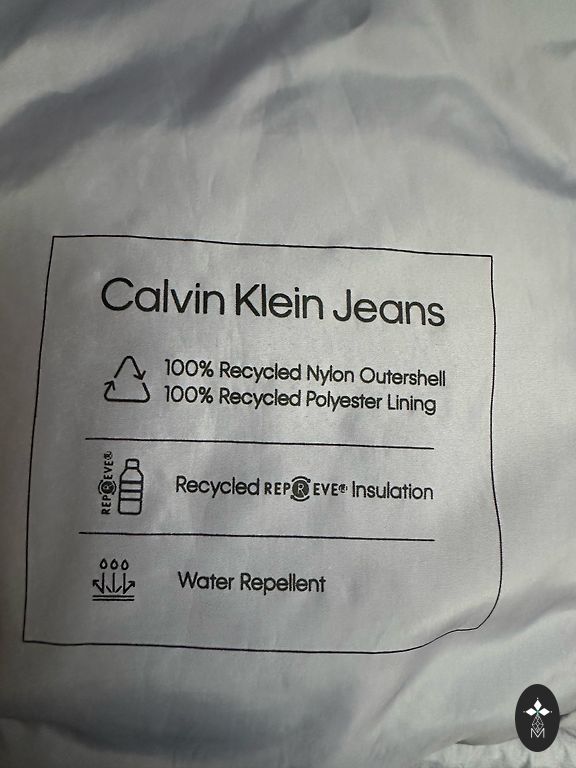 Calvin Klein Jeans
100% Recycled Nylon Outershell
100% Recycled Polyester Lining
REPREVE®
Recycled REPREVE® Insulation
Water Repellent
M